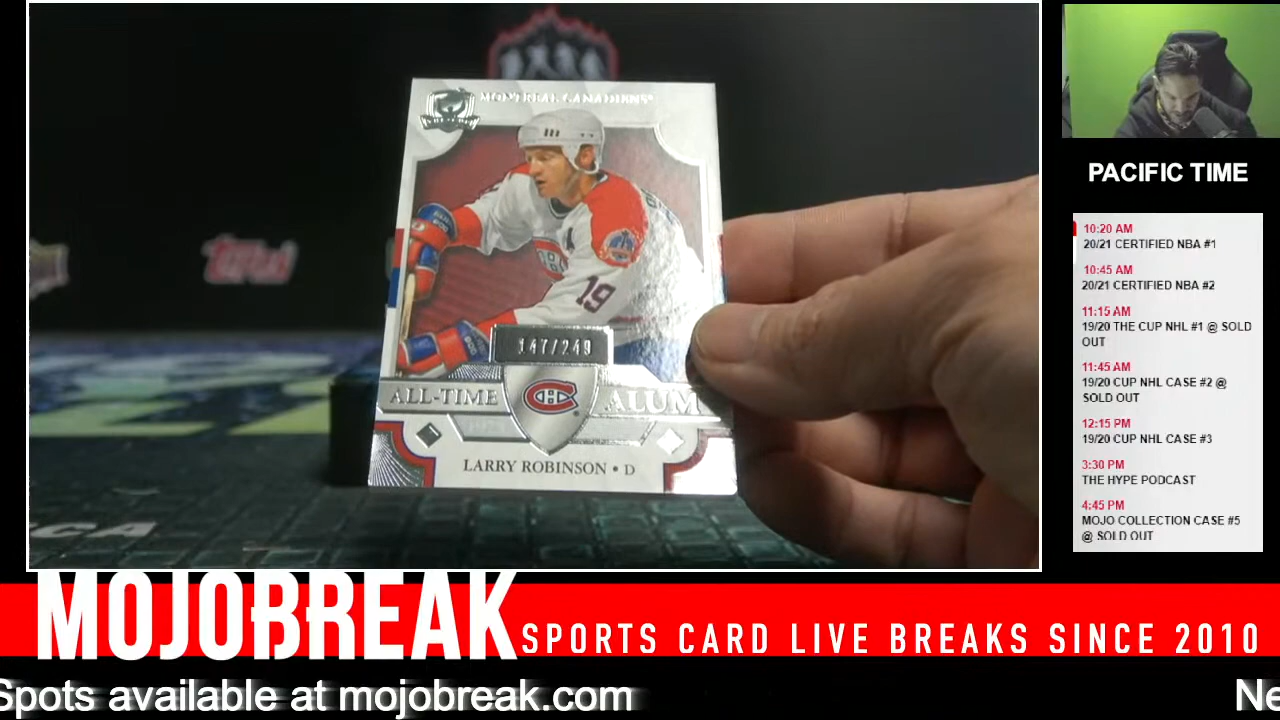 MONTREAL CANADIENS
19
147/249
ALL-TIME ALUM
LARRY ROBINSON • D
Topps
PACIFIC TIME
10:20 AM
20/21 CERTIFIED NBA #1
10:45 AM
20/21 CERTIFIED NBA #2
11:15 AM
19/20 THE CUP NHL #1 @ SOLD
OUT
11:45 AM
19/20 CUP NHL CASE #2 @
SOLD OUT
12:15 PM
19/20 CUP NHL CASE #3
3:30 PM
THE HYPE PODCAST
4:45 PM
MOJO COLLECTION CASE #5
@ SOLD OUT
MOJOBREAK SPORTS CARD LIVE BREAKS SINCE 2010
Spots available at mojobreak.com Ne